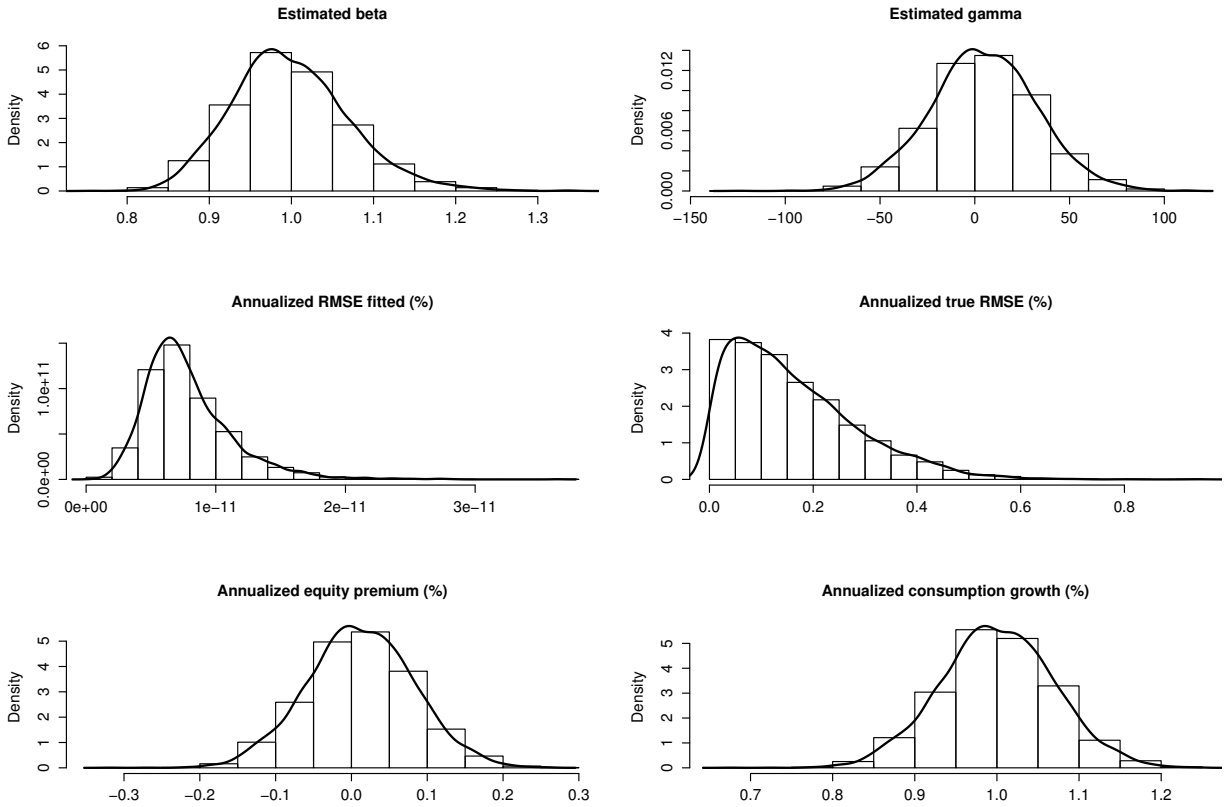 Estimated beta
Density
0 1 2 3 4 5 6
0.8 0.9 1.0 1.1 1.2 1.3
Estimated gamma
Density
0.000 0.006 0.012
−150 −100 −50 0 50 100
Annualized RMSE fitted (%)
Density
0.0e+00 1.0e+11
0e+00 1e−11 2e−11 3e−11
Annualized true RMSE (%)
Density
0 1 2 3 4
0.0 0.2 0.4 0.6 0.8
Annualized equity premium (%)
Density
0 1 2 3 4 5
−0.3 −0.2 −0.1 0.0 0.1 0.2 0.3
Annualized consumption growth (%)
Density
0 1 2 3 4 5
0.7 0.8 0.9 1.0 1.1 1.2